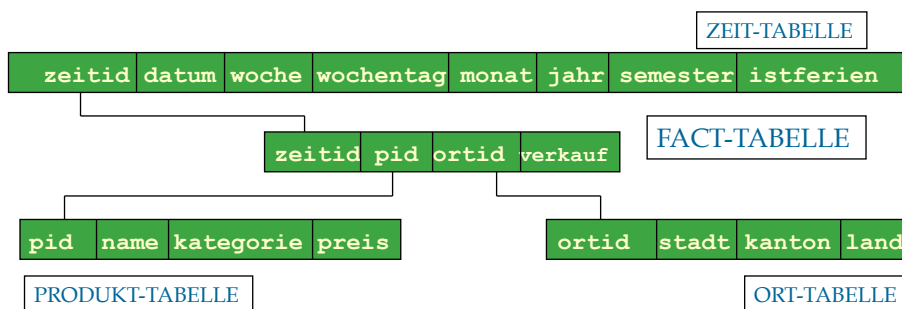 ZEIT-TABELLE
zeitid datum woche wochentag monat jahr semester istferien
FACT-TABELLE
zeitid pid ortid verkauf
pid name kategorie preis
ortid stadt kanton land
PRODUKT-TABELLE
ORT-TABELLE